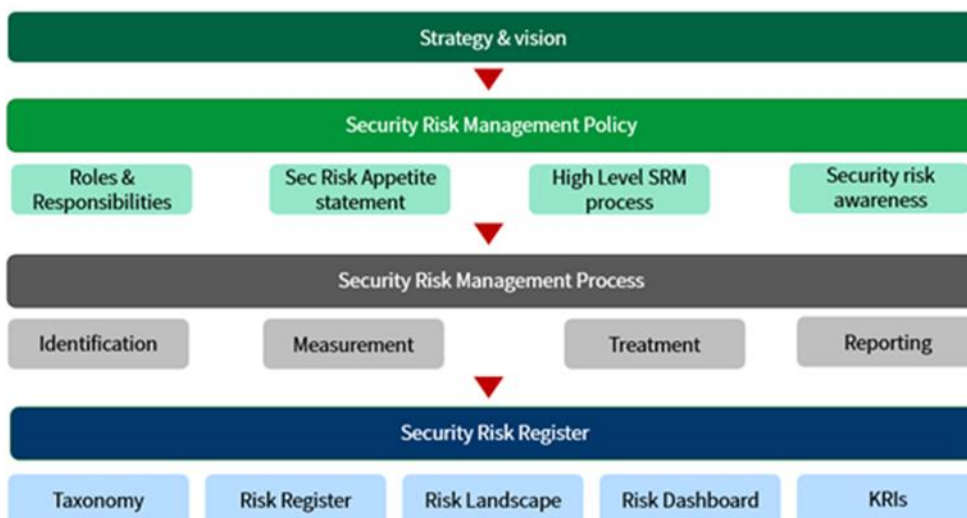 Strategy & vision
Security Risk Management Policy
Roles &
Responsibilities
Sec Risk Appetite
statement
High Level SRM
process
Security risk
awareness
Security Risk Management Process
Identification
Measurement
Treatment
Reporting
Security Risk Register
Taxonomy
Risk Register
Risk Landscape
Risk Dashboard
KRIs